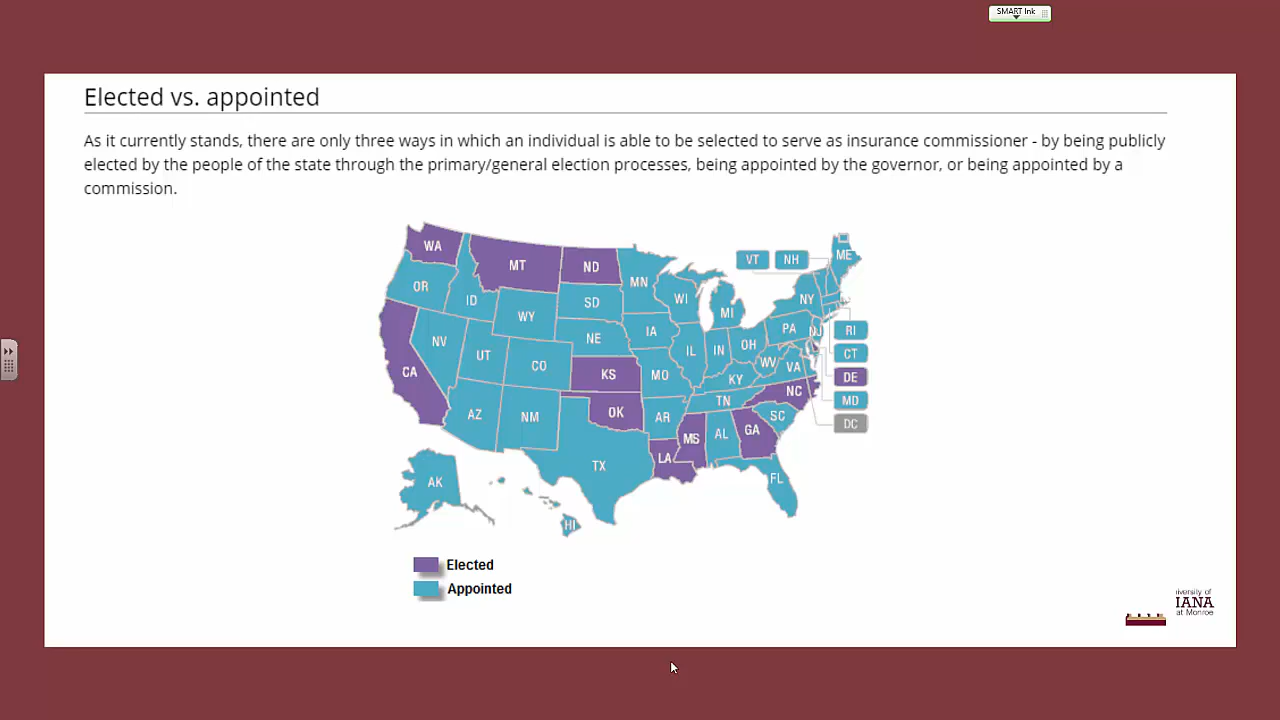 SMART Ink
Elected vs. appointed
As it currently stands, there are only three ways in which an individual is able to be selected to serve as insurance commissioner - by being publicly
elected by the people of the state through the primary/general election processes, being appointed by the governor, or being appointed by a
commission.
WA
MT
ND
MN
VT
NH
ME
OR
ID
SD
WI
MI
NY
WY
IA
PA
NJ
RI
NV
NE
IL
IN
OH
CT
UT
CO
KS
MO
KY
WV
VA
DE
CA
AZ
NM
OK
AR
TN
NC
MD
SC
DC
TX
LA
MS
AL
GA
FL
AK
HI
Elected
Appointed
iversity of
IANA
at Monroe